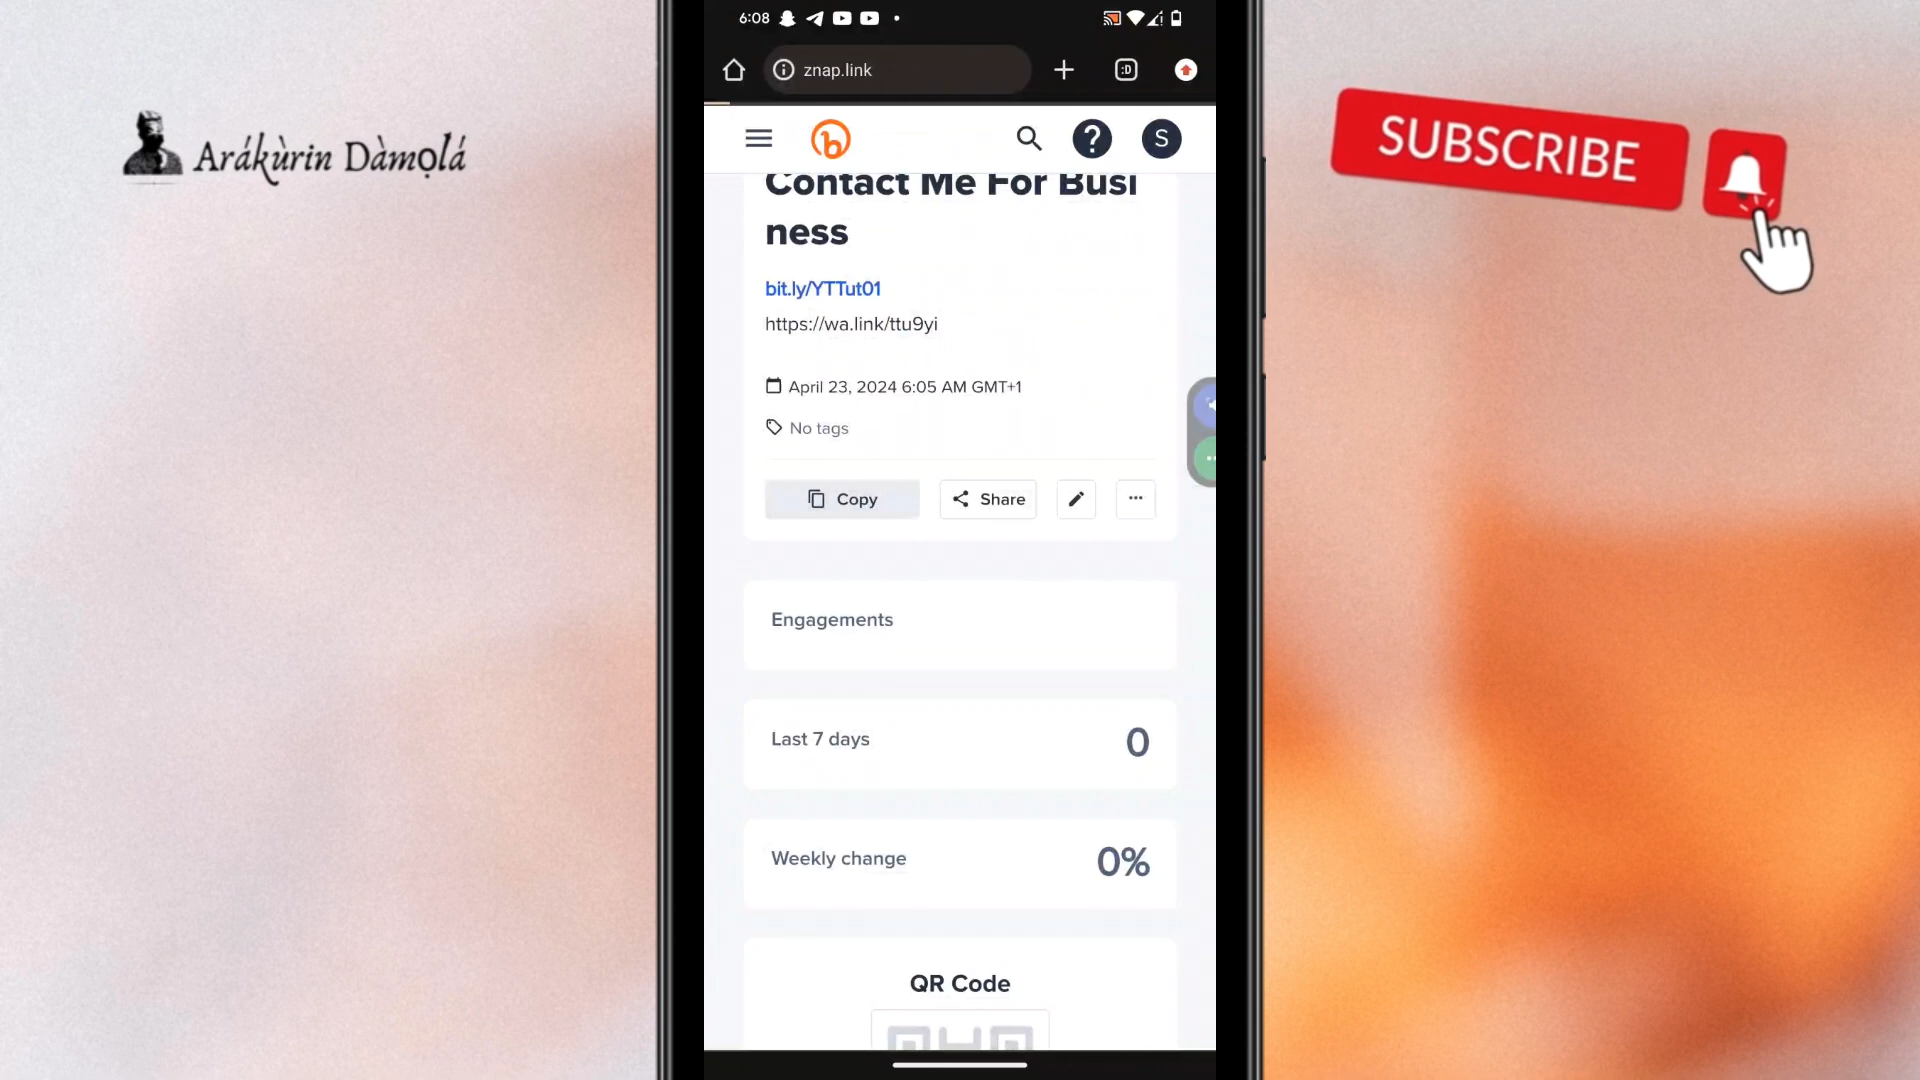 6:08
znap.link
:D
Arákùrin Dàmọlá
SUBSCRIBE
b
?
S
Contact Me For Busi
ness
bit.ly/YTTut01
https://wa.link/ttu9yi
April 23, 2024 6:05 AM GMT+1
No tags
Copy
Share
Engagements
Last 7 days
0
Weekly change
0%
QR Code